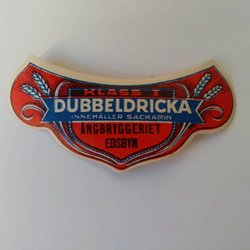 KLASS I
DUBBELDRICKA
INNEHÅLLER SACKARIN
ÅNGBRYGGERIET
EDSBYN